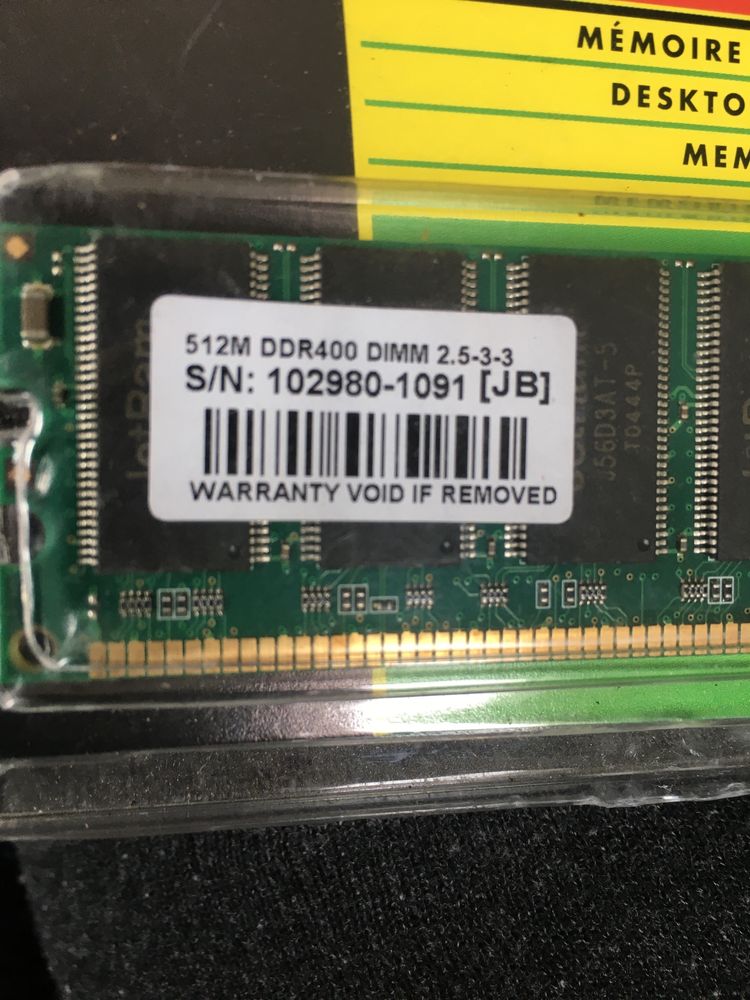 MÉMOIRE
DESKTO
MEM
512M DDR400 DIMM 2.5-3-3
S/N: 102980-1091 [JB]
WARRANTY VOID IF REMOVED
J56D3AT-5
T0444P